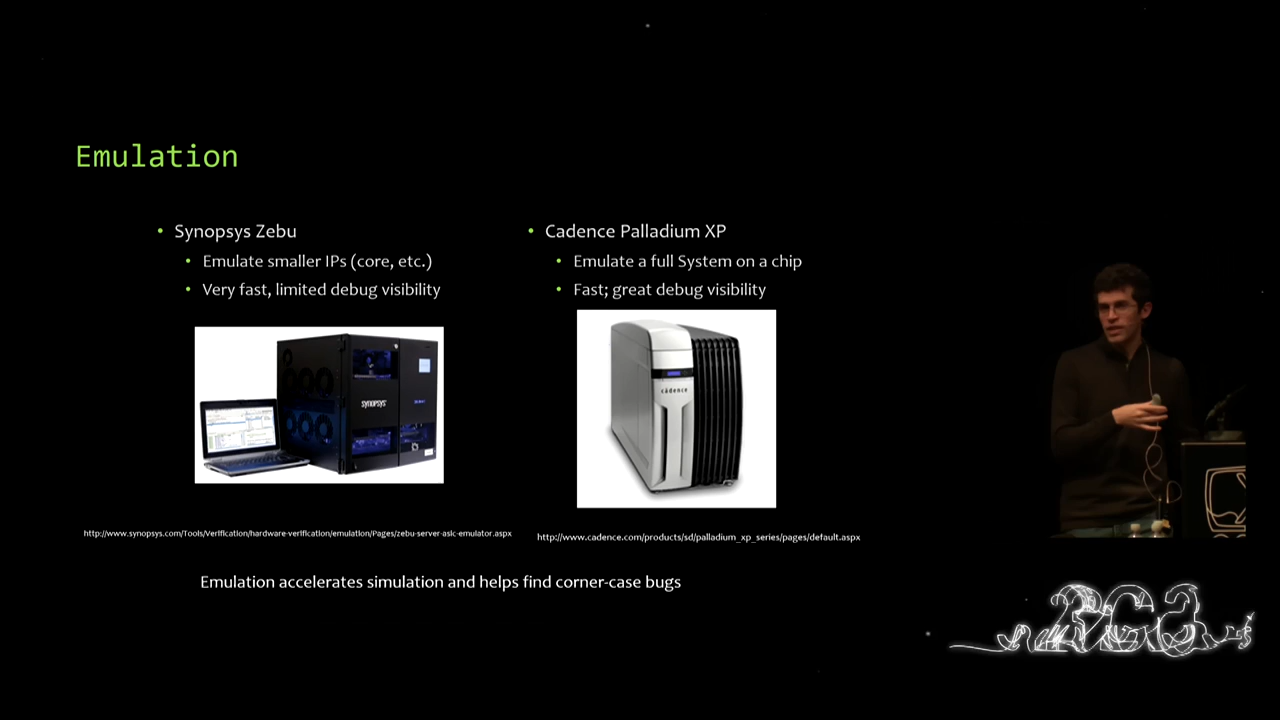 Emulation
• Synopsys Zebu
• Emulate smaller IPs (core, etc.)
• Very fast, limited debug visibility
SYNOPSYS
http://www.synopsys.com/Tools/Verification/hardware-verification/emulation/Pages/zebu-server-asic-emulator.aspx
• Cadence Palladium XP
• Emulate a full System on a chip
• Fast; great debug visibility
cādence
http://www.cadence.com/products/sd/palladium_xp_series/pages/default.aspx
Emulation accelerates simulation and helps find corner-case bugs